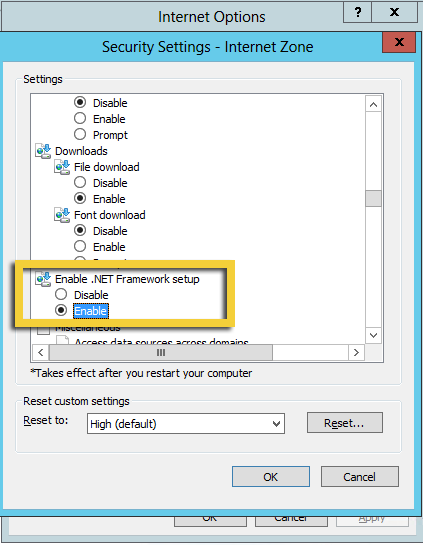 Internet Options
?
x
Security Settings - Internet Zone
x
Settings
Disable
Enable
Prompt
Downloads
File download
Disable
Enable
Font download
Disable
Enable
Enable .NET Framework setup
Disable
Enable
Miscellaneous
Access data sources across domains
*Takes effect after you restart your computer
Reset custom settings
Reset to:
High (default)
Reset...
OK
Cancel
OK
Cancel
Apply